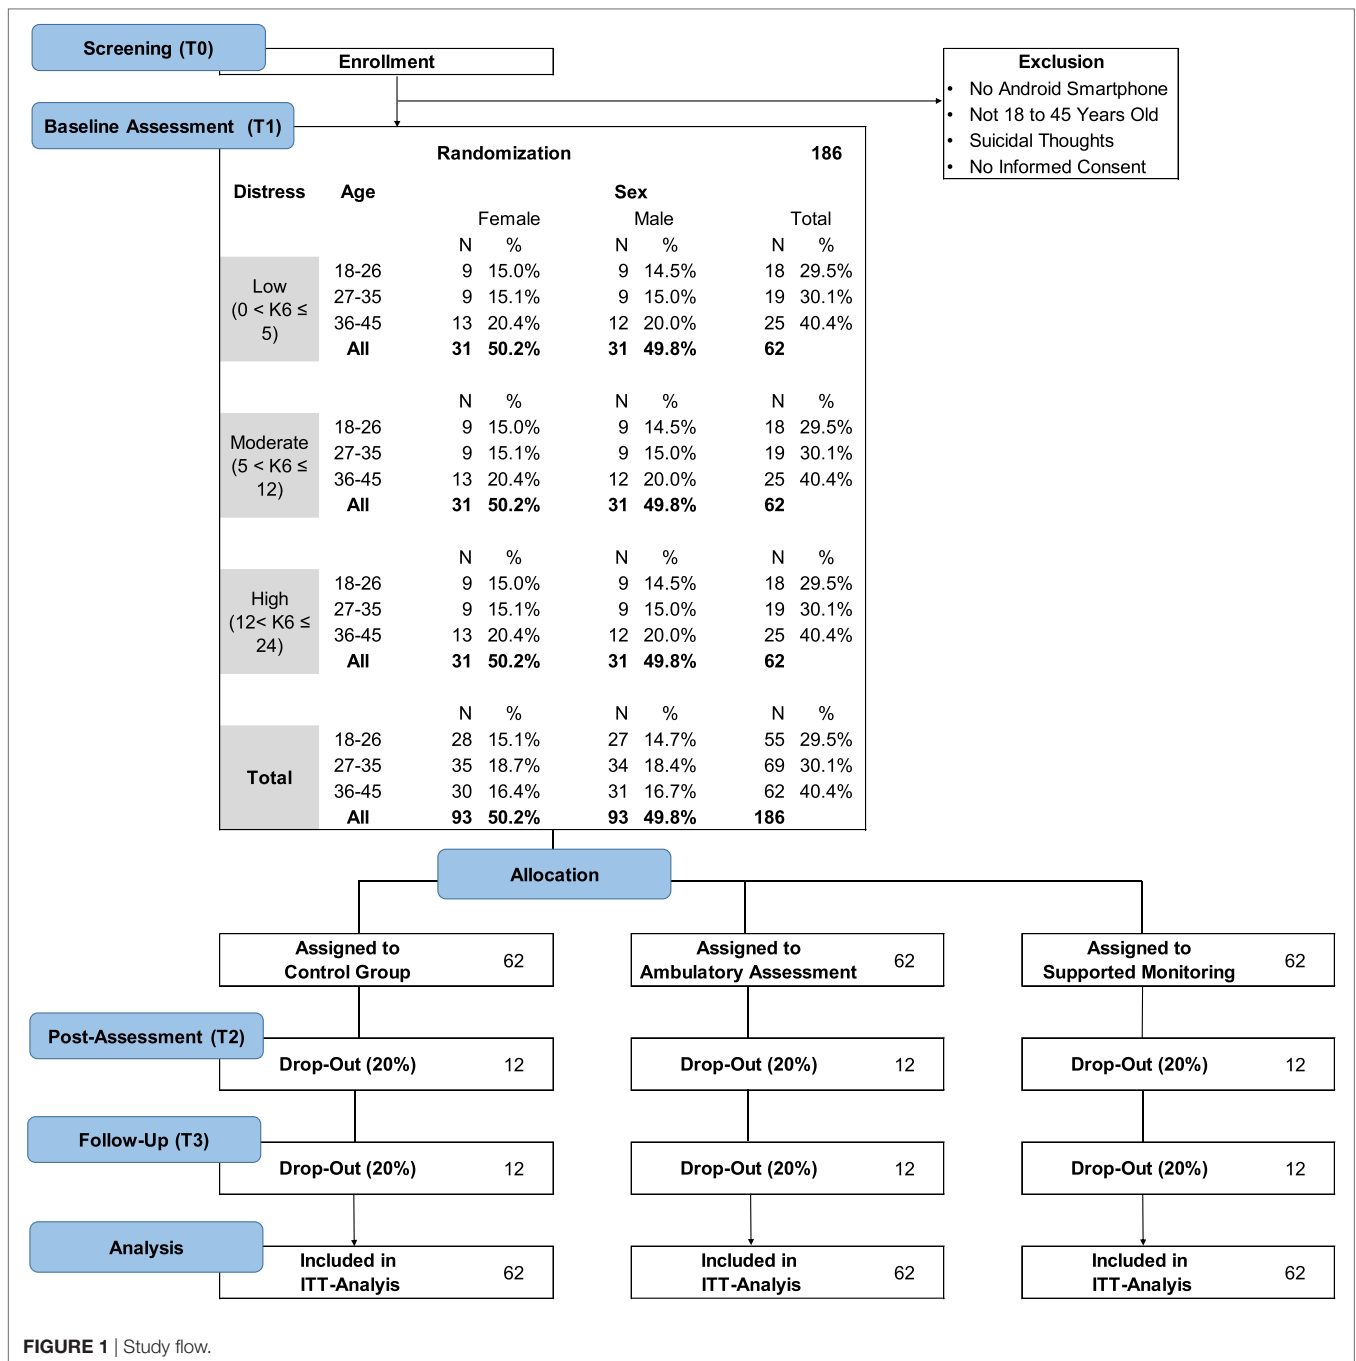 Screening (T0)
Enrollment
Exclusion
• No Android Smartphone
• Not 18 to 45 Years Old
• Suicidal Thoughts
• No Informed Consent
Baseline Assessment (T1)
Randomization 186
Distress Age Sex
Female Male Total
N % N % N %
Low
(0 < K6 ≤
5)
18-26 9 15.0% 9 14.5% 18 29.5%
27-35 9 15.1% 9 15.0% 19 30.1%
36-45 13 20.4% 12 20.0% 25 40.4%
All 31 50.2% 31 49.8% 62
N % N % N %
Moderate
(5 < K6 ≤
12)
18-26 9 15.0% 9 14.5% 18 29.5%
27-35 9 15.1% 9 15.0% 19 30.1%
36-45 13 20.4% 12 20.0% 25 40.4%
All 31 50.2% 31 49.8% 62
N % N % N %
High
(12< K6 ≤
24)
18-26 9 15.0% 9 14.5% 18 29.5%
27-35 9 15.1% 9 15.0% 19 30.1%
36-45 13 20.4% 12 20.0% 25 40.4%
All 31 50.2% 31 49.8% 62
N % N % N %
Total
18-26 28 15.1% 27 14.7% 55 29.5%
27-35 35 18.7% 34 18.4% 69 30.1%
36-45 30 16.4% 31 16.7% 62 40.4%
All 93 50.2% 93 49.8% 186
Allocation
Assigned to
Control Group 62
Assigned to
Ambulatory Assessment 62
Assigned to
Supported Monitoring 62
Post-Assessment (T2)
Drop-Out (20%) 12
Drop-Out (20%) 12
Drop-Out (20%) 12
Follow-Up (T3)
Drop-Out (20%) 12
Drop-Out (20%) 12
Drop-Out (20%) 12
Analysis
Included in
ITT-Analyis 62
Included in
ITT-Analyis 62
Included in
ITT-Analyis 62
FIGURE 1 | Study flow.